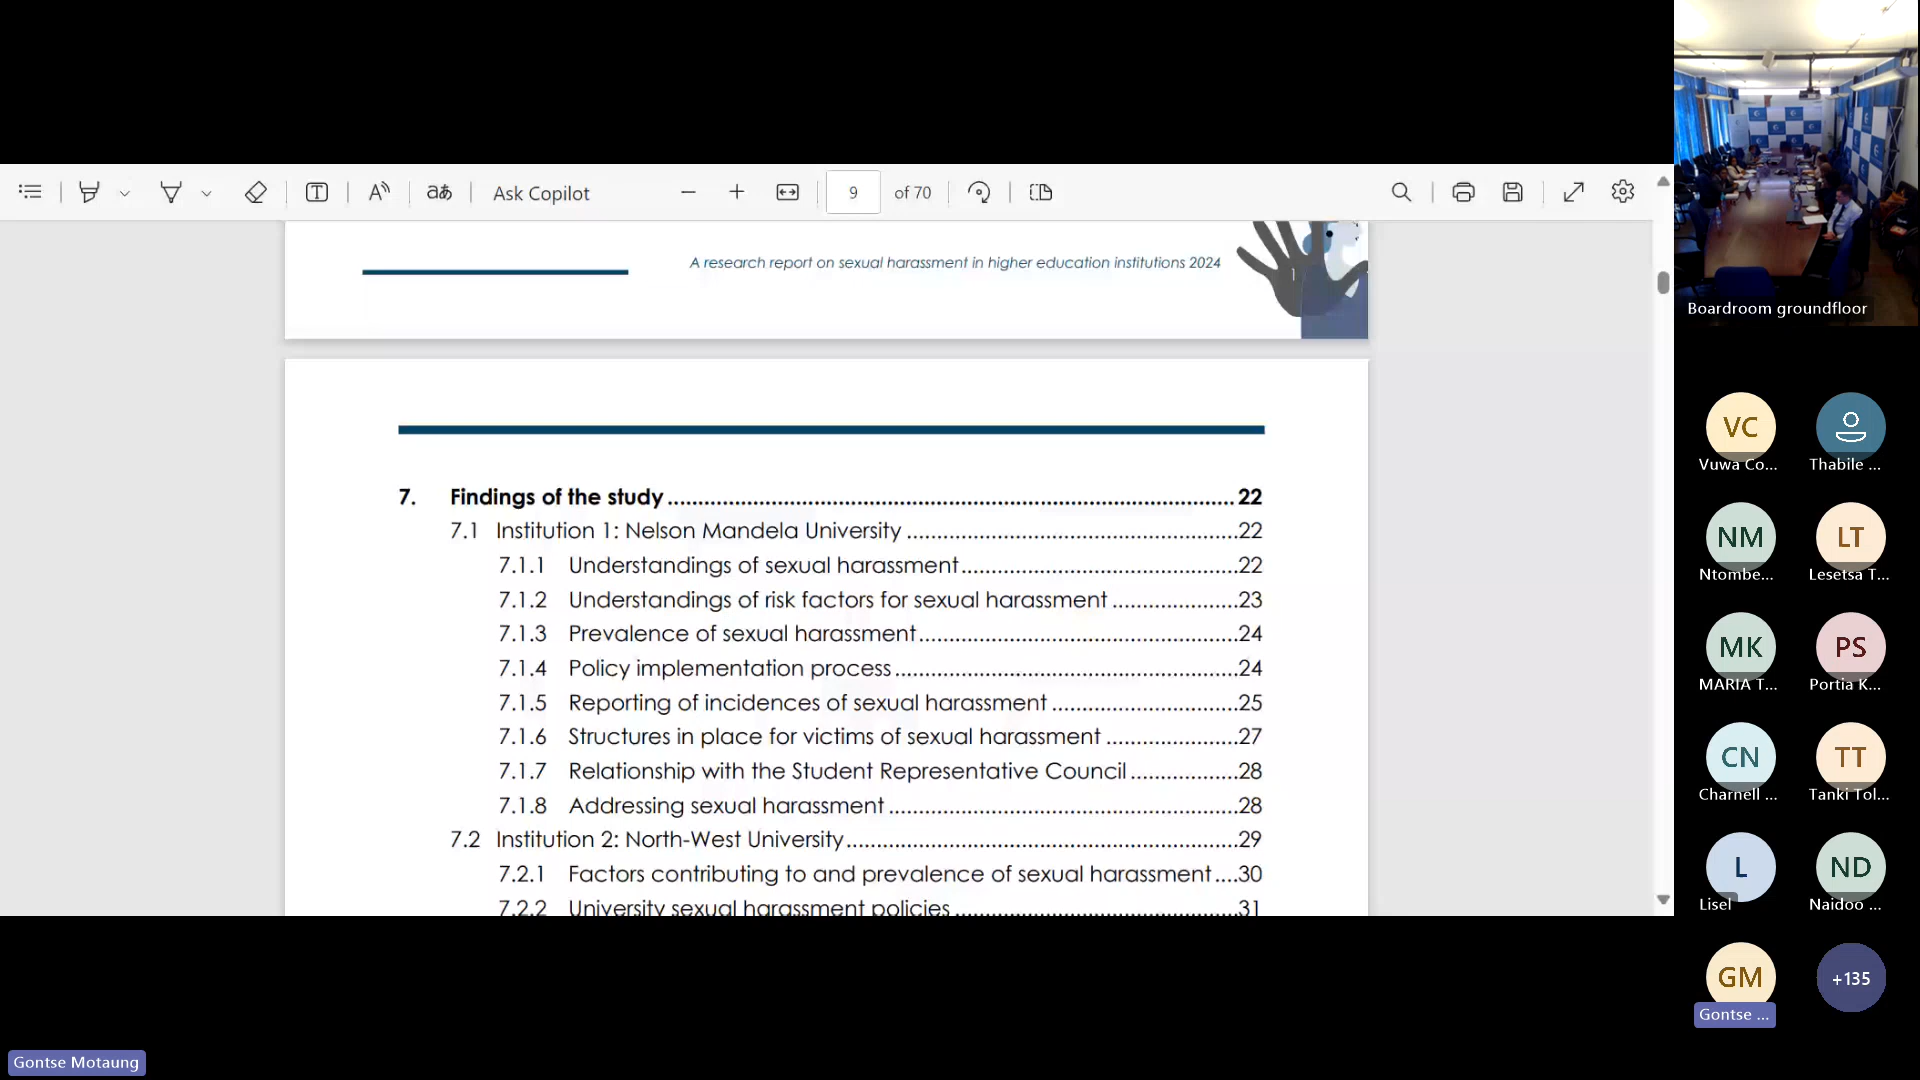 Ask Copilot
9 of 70
A research report on sexual harassment in higher education institutions 2024
1
7. Findings of the study 22
7.1 Institution 1: Nelson Mandela University 22
7.1.1 Understandings of sexual harassment 22
7.1.2 Understandings of risk factors for sexual harassment 23
7.1.3 Prevalence of sexual harassment 24
7.1.4 Policy implementation process 24
7.1.5 Reporting of incidences of sexual harassment 25
7.1.6 Structures in place for victims of sexual harassment 27
7.1.7 Relationship with the Student Representative Council 28
7.1.8 Addressing sexual harassment 28
7.2 Institution 2: North-West University 29
7.2.1 Factors contributing to and prevalence of sexual harassment 30
7.2.2 University sexual harassment policies 31
Boardroom groundfloor
VC
Vuwa Co...
Thabile ...
NM
Ntombe...
LT
Lesetsa T...
MK
MARIA T...
PS
Portia K...
CN
Charnell ...
TT
Tanki Tol...
L
Lisel
ND
Naidoo ...
GM
Gontse ...
+135
Gontse Motaung